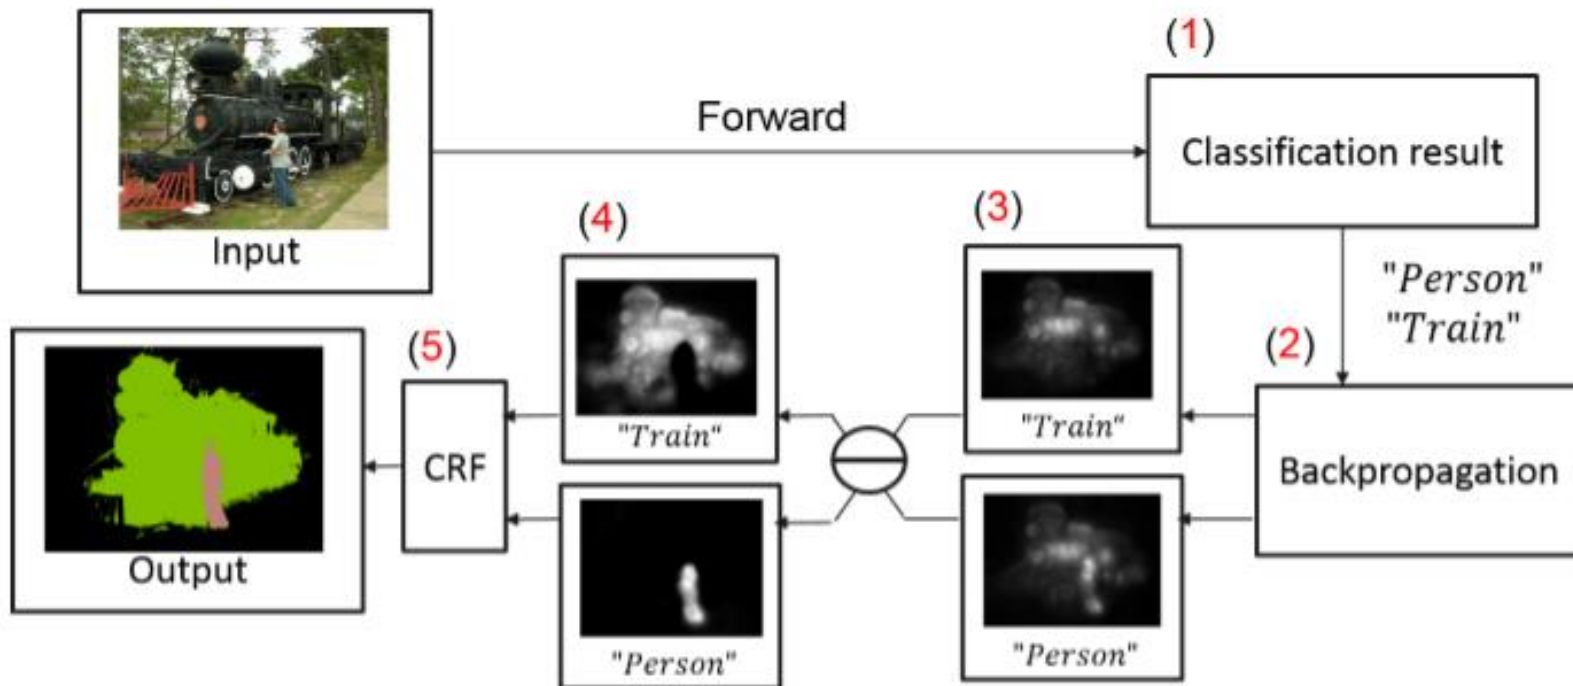 (1)
Forward
Classification result
Input
(4)
(3)
"Person"
"Train"
(5)
(2)
"Train"
"Train"
CRF
Backpropagation
Output
"Person"
"Person"